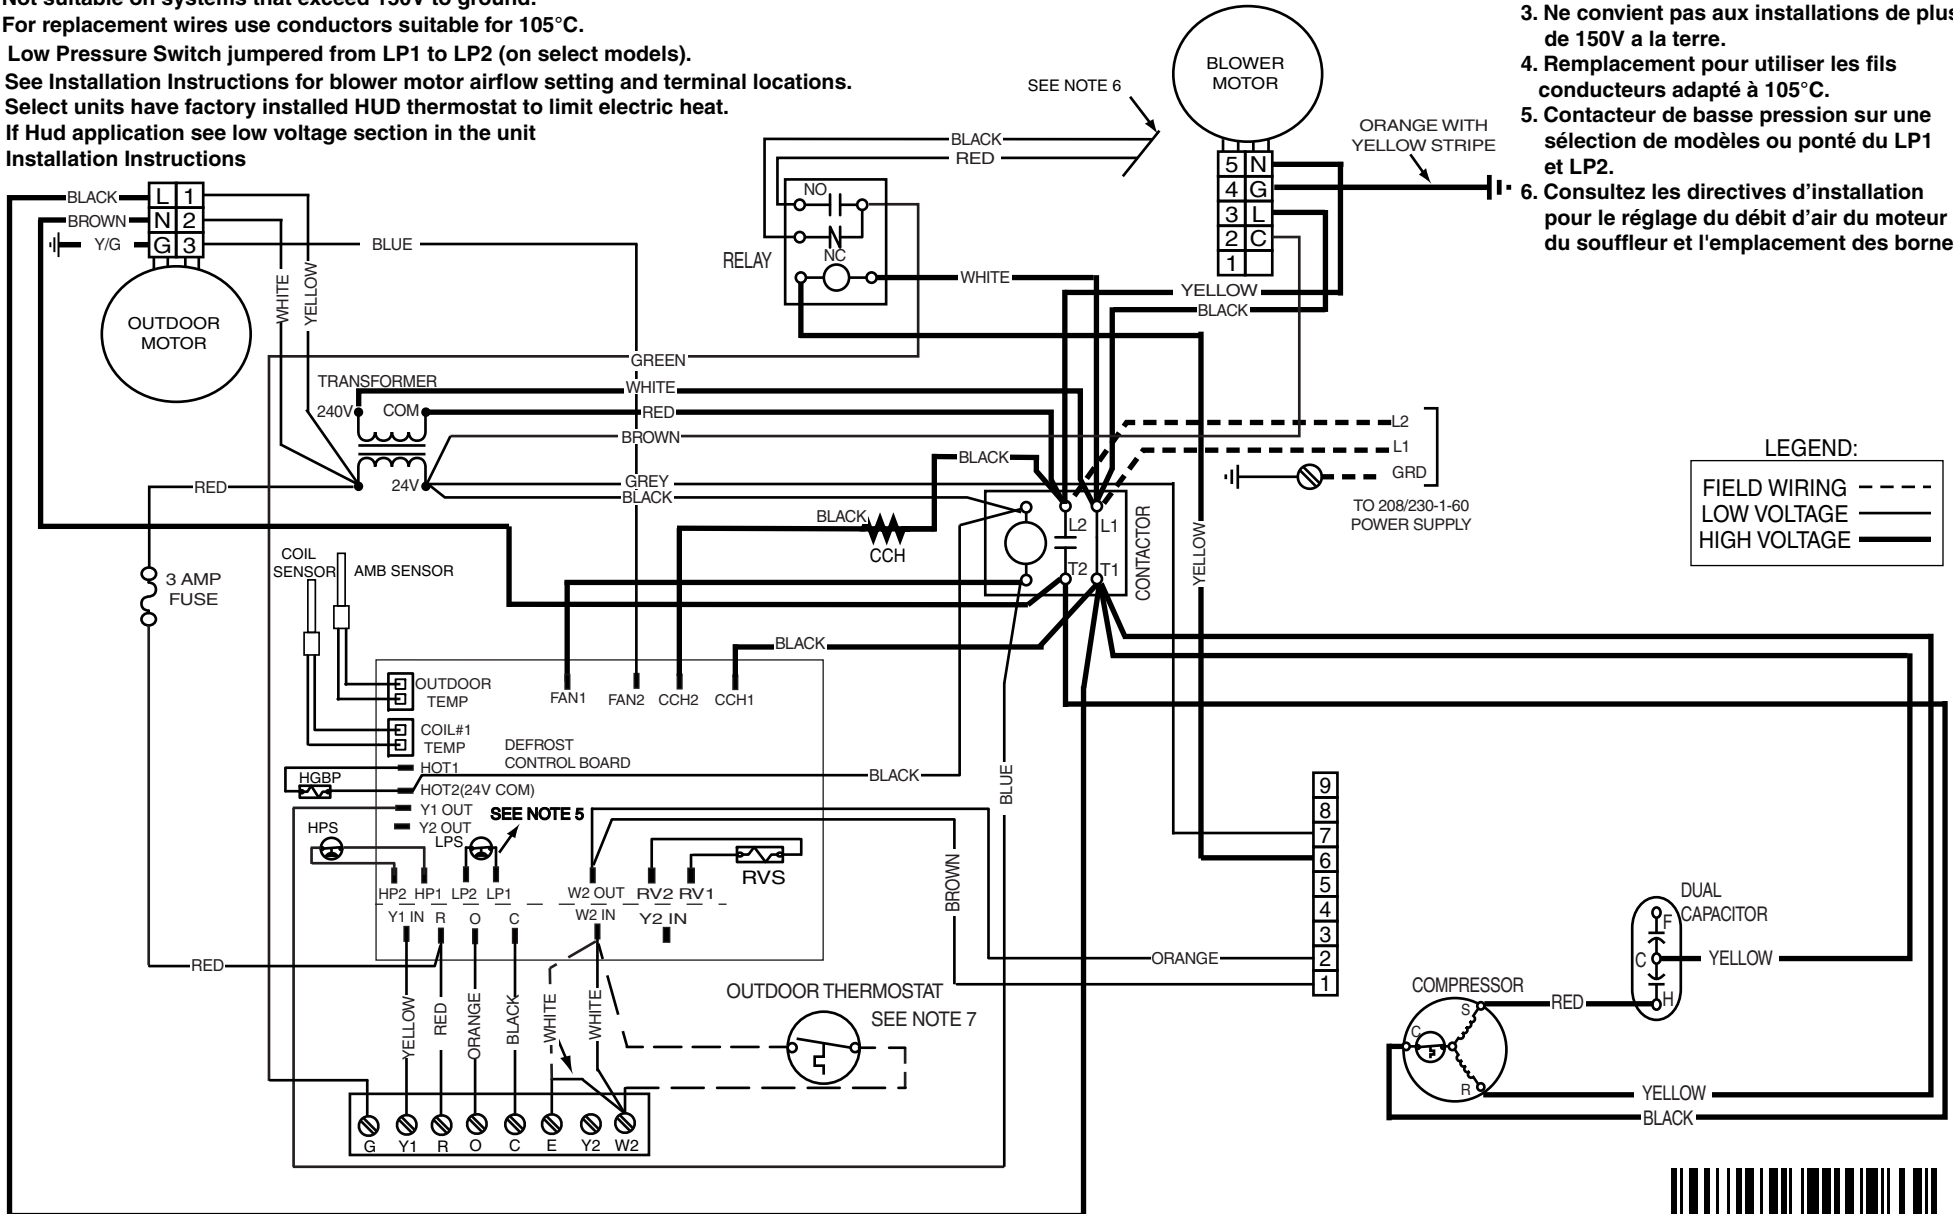 Not suitable on systems that exceed 150V to ground.
For replacement wires use conductors suitable for 105°C.
Low Pressure Switch jumpered from LP1 to LP2 (on select models).
See Installation Instructions for blower motor airflow setting and terminal locations.
Select units have factory installed HUD thermostat to limit electric heat.
If Hud application see low voltage section in the unit
Installation Instructions
3. Ne convient pas aux installations de plus
de 150V a la terre.
4. Remplacement pour utiliser les fils
conducteurs adapté à 105°C.
5. Contacteur de basse pression sur une
sélection de modèles ou ponté du LP1
et LP2.
6. Consultez les directives d'installation
pour le réglage du débit d'air du moteur
du souffleur et l'emplacement des borne
SEE NOTE 6
BLOWER
MOTOR
ORANGE WITH
YELLOW STRIPE
BLACK
RED
5 N
4 G
3 L
2 C
1
NO
NC
RELAY
WHITE
YELLOW
BLACK
BLACK
BROWN
Y/G
L 1
N 2
G 3
BLUE
WHITE
YELLOW
OUTDOOR
MOTOR
GREEN
TRANSFORMER
WHITE
240V
COM
RED
BROWN
RED
24V
GREY
BLACK
BLACK
L2
L1
GRD
TO 208/230-1-60
POWER SUPPLY
LEGEND:
FIELD WIRING
LOW VOLTAGE
HIGH VOLTAGE
BLACK
CCH
L2
L1
T2
T1
CONTACTOR
YELLOW
COIL
SENSOR
AMB SENSOR
3 AMP
FUSE
BLACK
OUTDOOR
TEMP
FAN1
FAN2
CCH2
CCH1
COIL#1
TEMP
DEFROST
CONTROL BOARD
HOT1
HGBP
HOT2(24V COM)
BLACK
BLUE
Y1 OUT
SEE NOTE 5
Y2 OUT
HPS
LPS
RVS
HP2
HP1
LP2
LP1
W2 OUT
RV2
RV1
Y1 IN
R
O
C
W2 IN
Y2 IN
BROWN
9
8
7
6
5
4
3
2
1
ORANGE
RED
YELLOW
RED
ORANGE
BLACK
WHITE
WHITE
OUTDOOR THERMOSTAT
SEE NOTE 7
G
Y1
R
O
C
E
Y2
W2
DUAL
CAPACITOR
F
C
H
YELLOW
COMPRESSOR
S
C
R
RED
YELLOW
BLACK